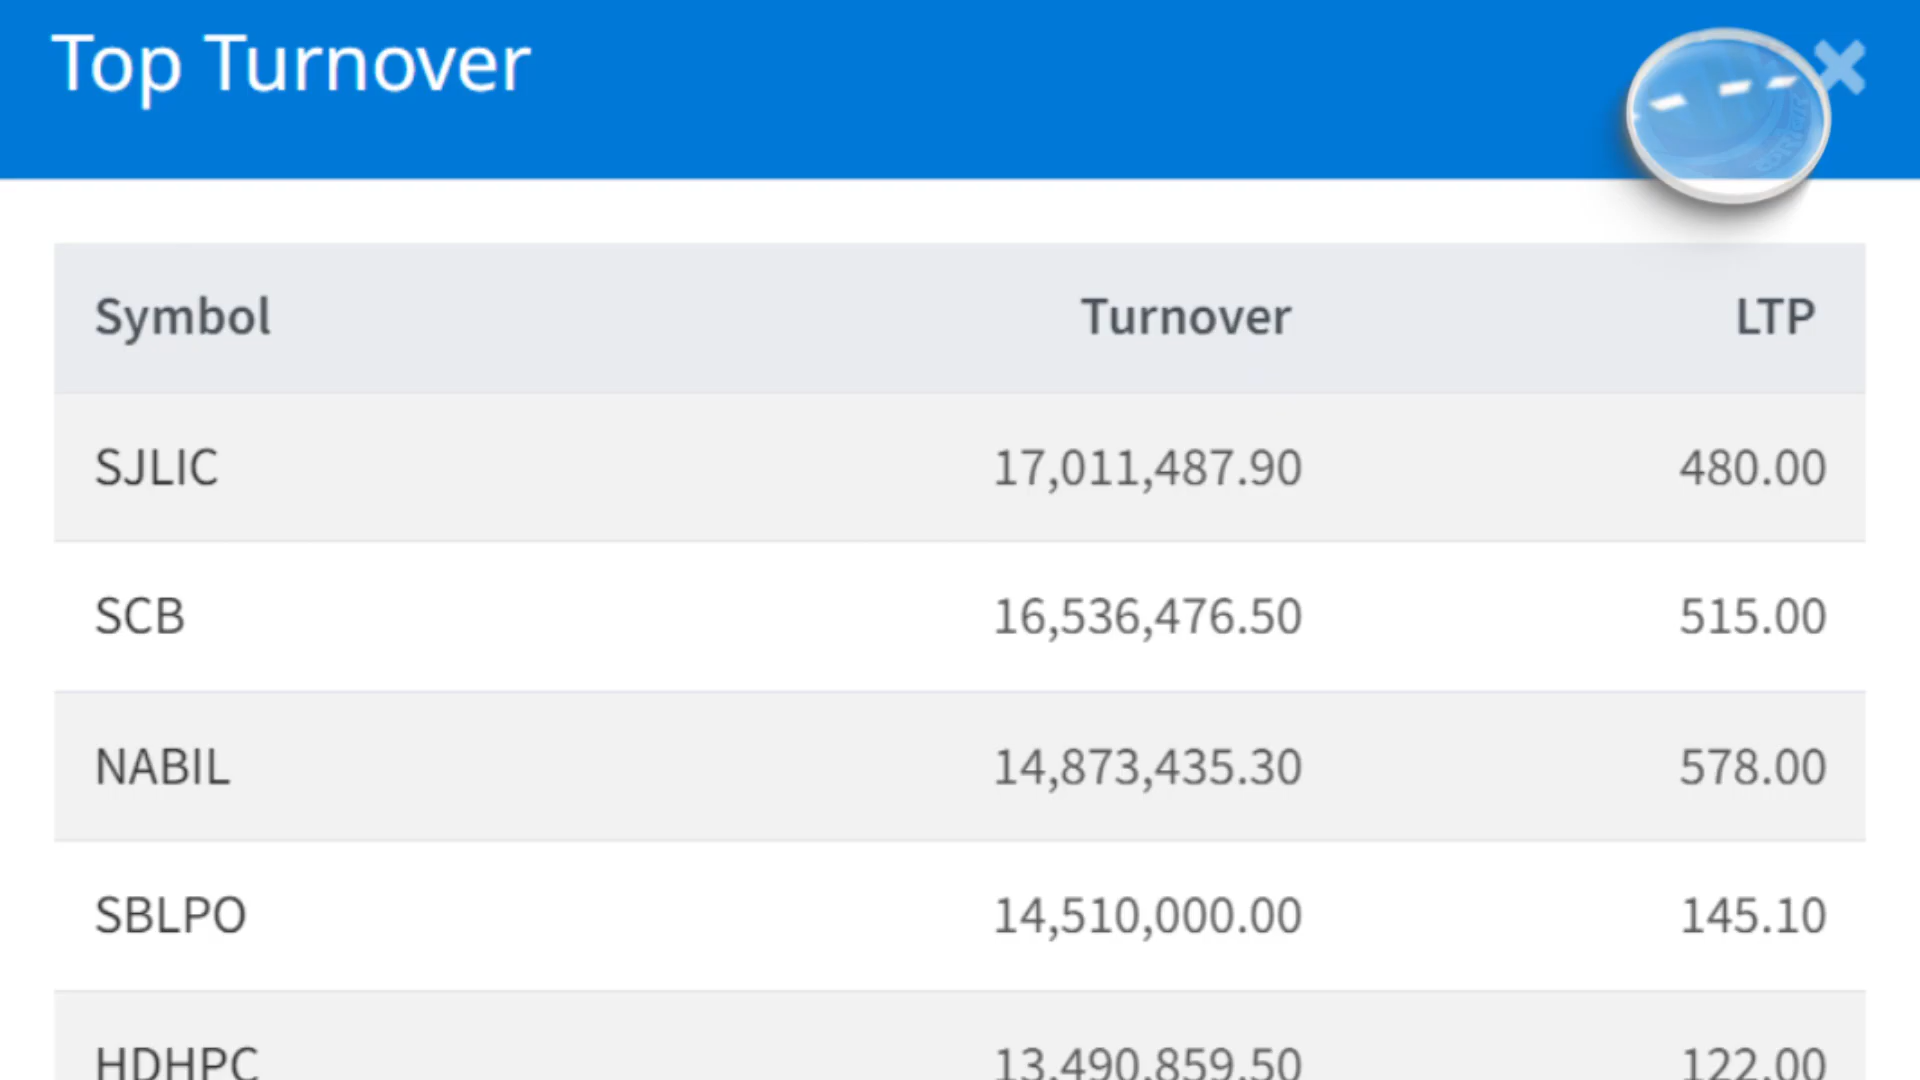 Top Turnover
Symbol Turnover LTP
SJLIC 17,011,487.90 480.00
SCB 16,536,476.50 515.00
NABIL 14,873,435.30 578.00
SBLPO 14,510,000.00 145.10
HDHPC 13,490,859.50 122.00